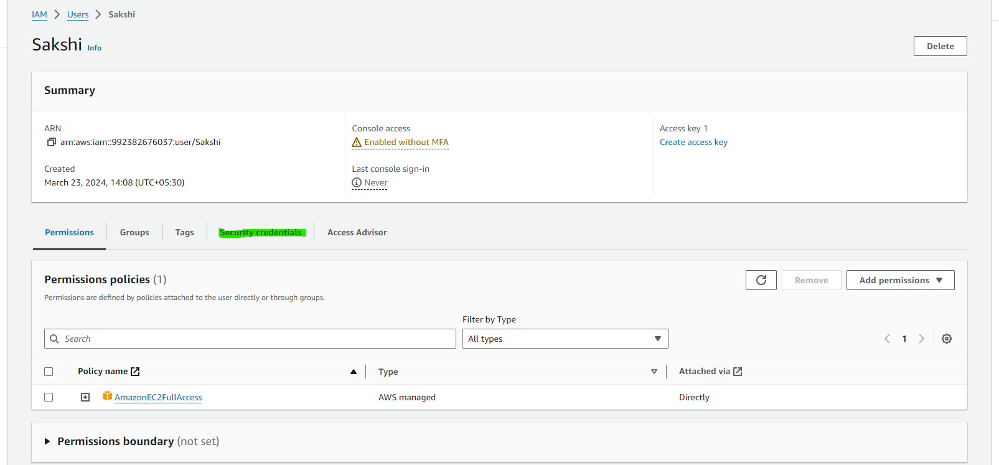 IAM > Users > Sakshi
Sakshi Info
Delete
Summary
ARN
arn:aws:iam::992382676037:user/Sakshi
Created
March 23, 2024, 14:08 (UTC+05:30)
Console access
Enabled without MFA
Last console sign-in
Never
Access key 1
Create access key
Permissions Groups Tags Security credentials Access Advisor
Permissions policies (1)
Permissions are defined by policies attached to the user directly or through groups.
Remove
Add permissions
Filter by Type
Search
All types
1
Policy name Type Attached via
AmazonEC2FullAccess AWS managed Directly
Permissions boundary (not set)